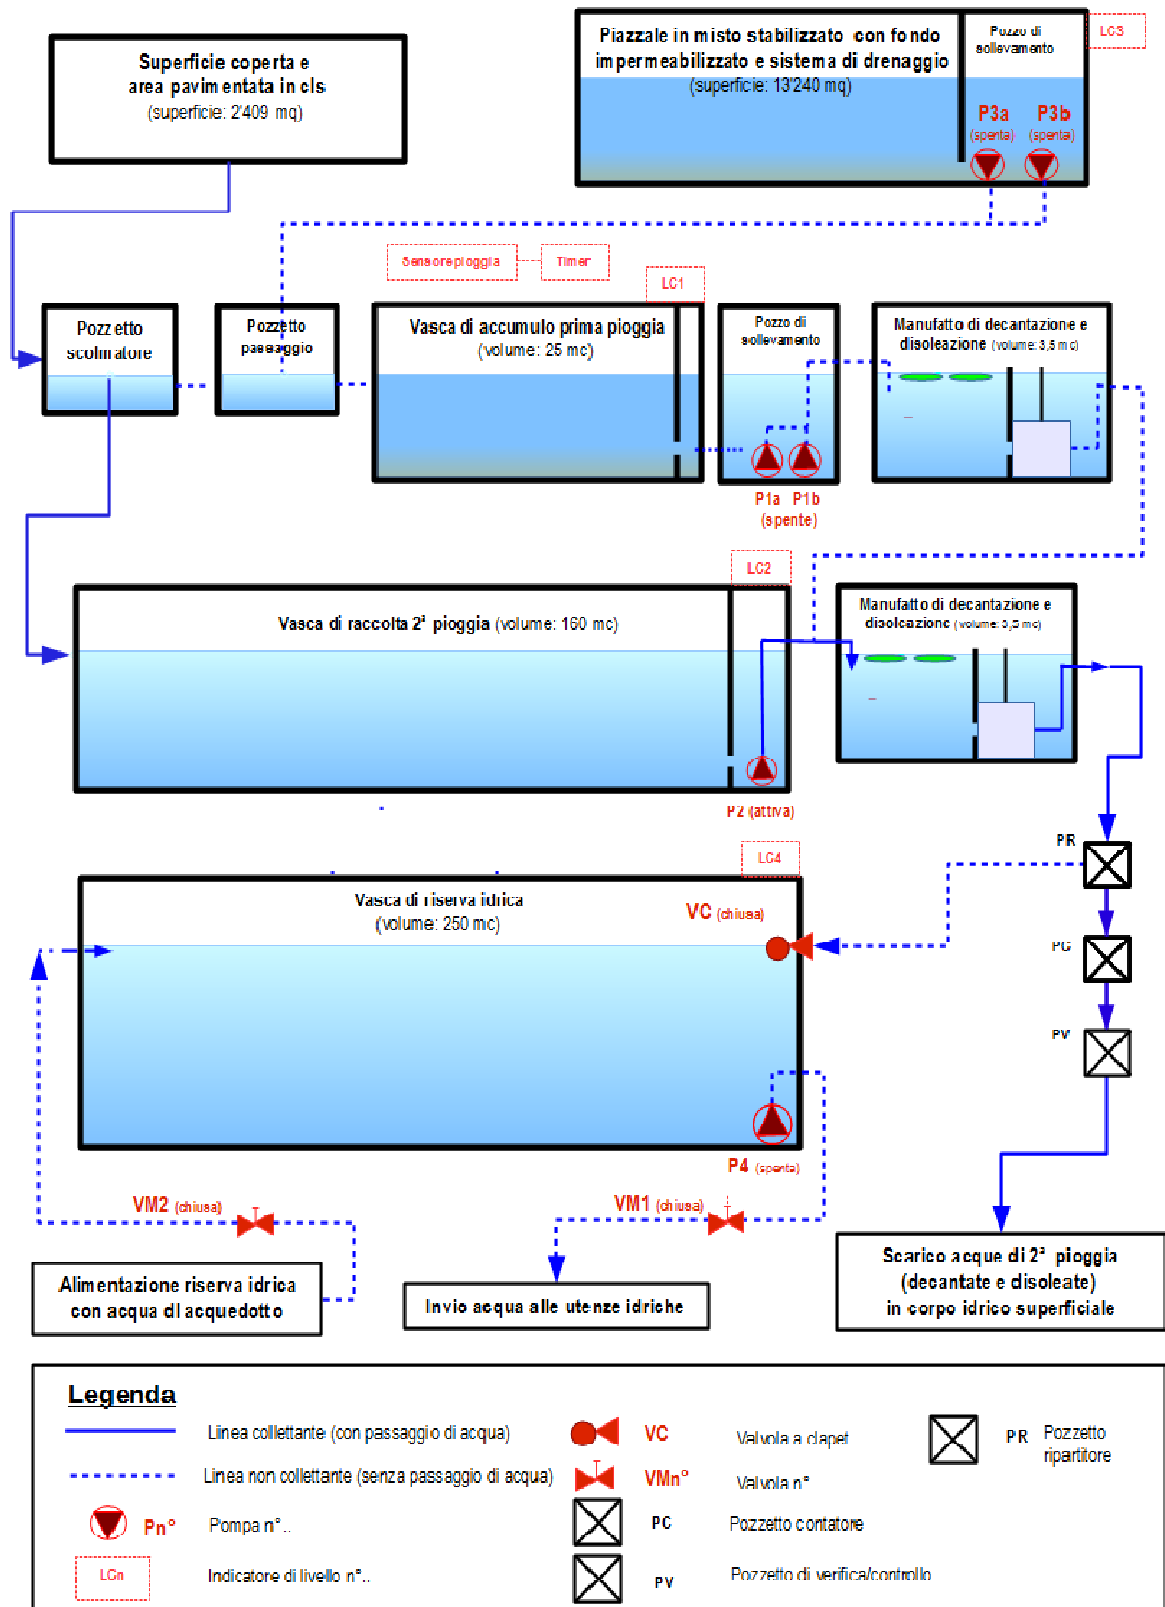 Superficie coperta e
area pavimentata in cls
(superficie: 2'409 mq)
Piazzale in misto stabilizzato con fondo
impermeabilizzato e sistema di drenaggio
(superficie: 13'240 mq)
Pozzo di
sollevamento
LC3
P3a
(spenta)
P3b
(spenta)
Sensore pioggia
Timer
LC1
Pozzetto
scolmatore
Pozzetto
passaggio
Vasca di accumulo prima pioggia
(volume: 25 mc)
Pozzo di
sollevamento
Manufatto di decantazione e
disoleazione (volume: 3,5 mc)
P1a P1b
(spente)
LC2
Vasca di raccolta 2ª pioggia (volume: 160 mc)
Manufatto di decantazione e
disoleazione (volume: 3,5 mc)
P2 (attiva)
LC4
PR
Vasca di riserva idrica
(volume: 250 mc)
VC (chiusa)
PC
PV
P4 (spenta)
VM2 (chiusa)
VM1 (chiusa)
Alimentazione riserva idrica
con acqua di acquedotto
Invio acqua alle utenze idriche
Scarico acque di 2ª pioggia
(decantate e disoleate)
in corpo idrico superficiale
Legenda
Linea collettante (con passaggio di acqua)
VC
Valvola a clapet
PR
Pozzetto
ripartitore
Linea non collettante (senza passaggio di acqua)
VMn°
Valvola n°
Pn°
Pompa n°..
PC
Pozzetto contatore
LCn
Indicatore di livello n°..
PV
Pozzetto di verifica/controllo